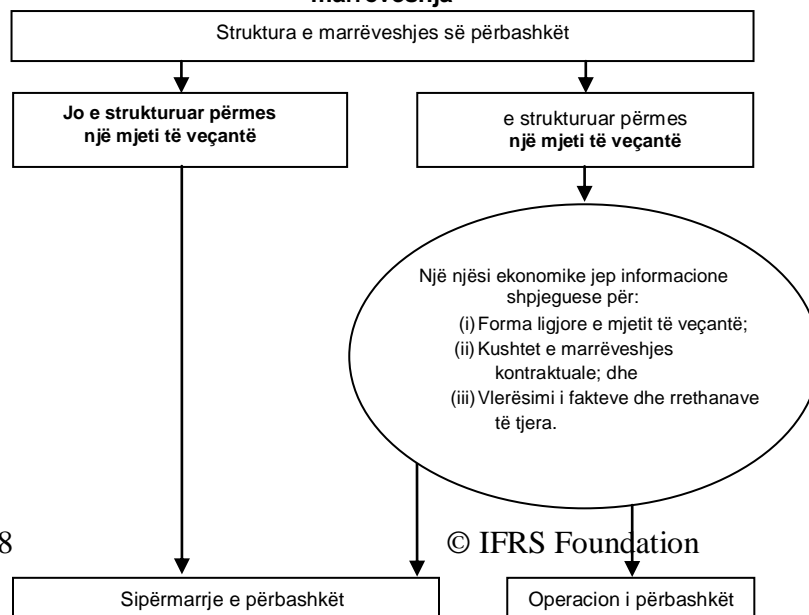 marrëveshja
Struktura e marrëveshjes së përbashkët
Jo e strukturuar përmes
një mjeti të veçantë
e strukturuar përmes
një mjeti të veçantë
Një njësi ekonomike jep informacione
shpjeguese për:
(i) Forma ligjore e mjetit të veçantë;
(ii) Kushtet e marrëveshjes
kontraktuale; dhe
(iii) Vlerësimi i fakteve dhe rrethanave
të tjera.
8
© IFRS Foundation
Sipërmarrje e përbashkët
Operacion i përbashkët